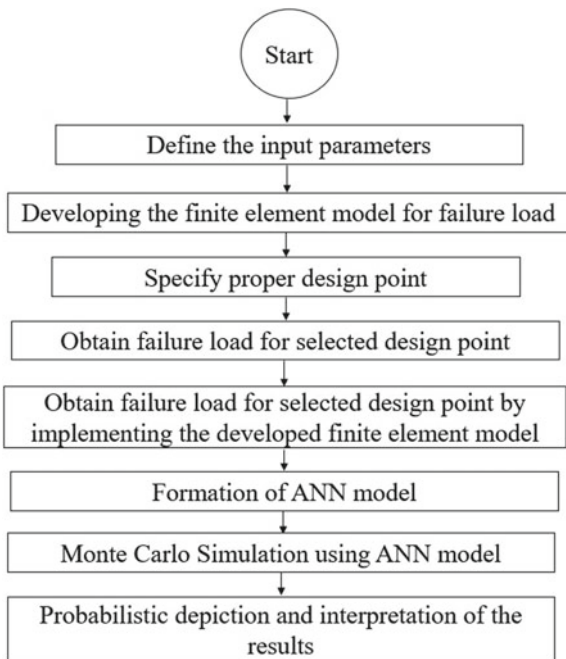 Start
Define the input parameters
Developing the finite element model for failure load
Specify proper design point
Obtain failure load for selected design point
Obtain failure load for selected design point by
implementing the developed finite element model
Formation of ANN model
Monte Carlo Simulation using ANN model
Probabilistic depiction and interpretation of the
results